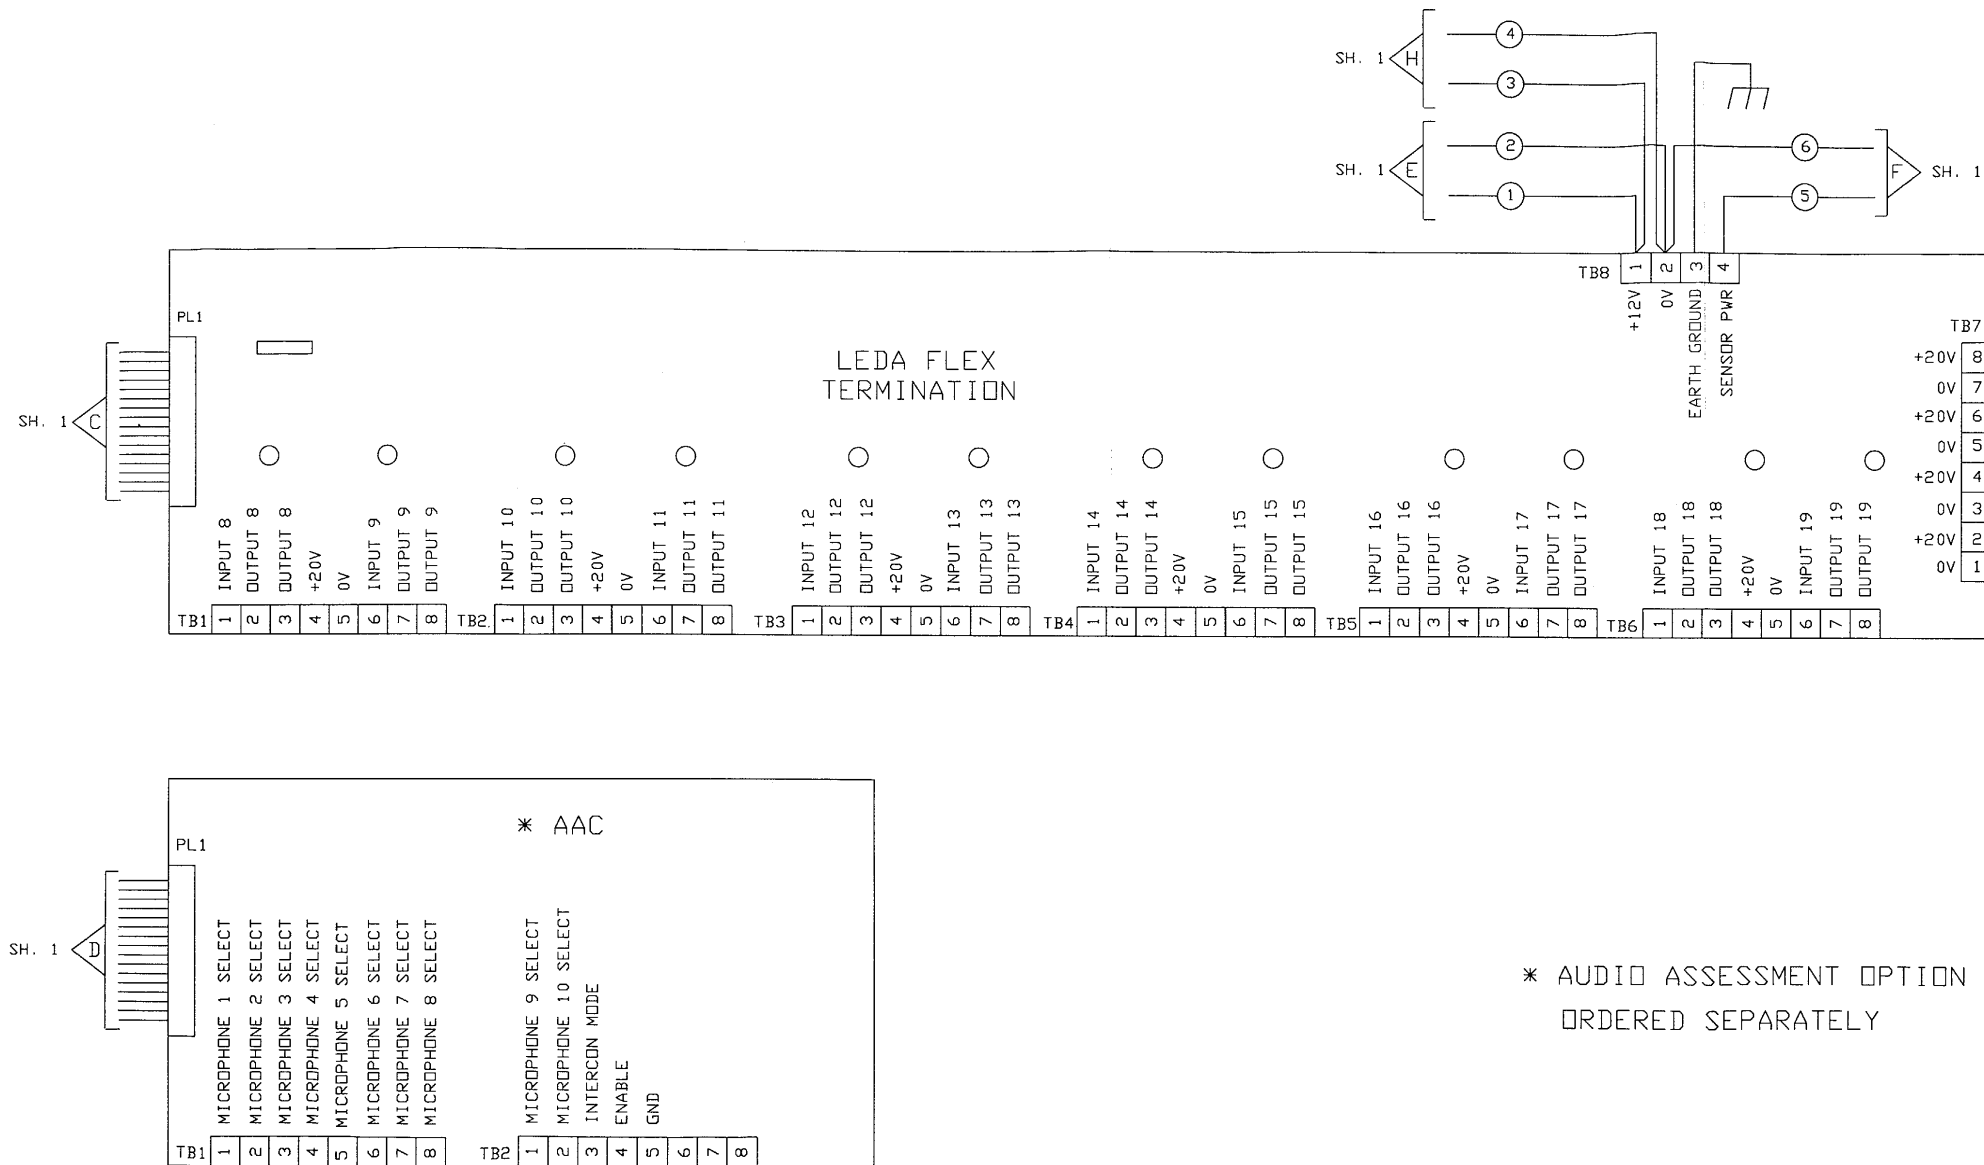 4
SH. 1 H
3
2
6
SH. 1 E
F SH. 1
1
5
TB8 1 2 3 4
+12V
0V
EARTH GROUND
SENSOR PWR
PL1
LEDA FLEX
TERMINATION
SH. 1 C
TB7
+20V 8
0V 7
+20V 6
0V 5
+20V 4
0V 3
+20V 2
0V 1
INPUT 8
OUTPUT 8
OUTPUT 8
+20V
0V
INPUT 9
OUTPUT 9
OUTPUT 9
TB1 1 2 3 4 5 6 7 8
INPUT 10
OUTPUT 10
OUTPUT 10
+20V
0V
INPUT 11
OUTPUT 11
OUTPUT 11
TB2 1 2 3 4 5 6 7 8
INPUT 12
OUTPUT 12
OUTPUT 12
+20V
0V
INPUT 13
OUTPUT 13
OUTPUT 13
TB3 1 2 3 4 5 6 7 8
INPUT 14
OUTPUT 14
OUTPUT 14
+20V
0V
INPUT 15
OUTPUT 15
OUTPUT 15
TB4 1 2 3 4 5 6 7 8
INPUT 16
OUTPUT 16
OUTPUT 16
+20V
0V
INPUT 17
OUTPUT 17
OUTPUT 17
TB5 1 2 3 4 5 6 7 8
INPUT 18
OUTPUT 18
OUTPUT 18
+20V
0V
INPUT 19
OUTPUT 19
OUTPUT 19
TB6 1 2 3 4 5 6 7 8
* AAC
PL1
SH. 1 D
MICROPHONE 1 SELECT
MICROPHONE 2 SELECT
MICROPHONE 3 SELECT
MICROPHONE 4 SELECT
MICROPHONE 5 SELECT
MICROPHONE 6 SELECT
MICROPHONE 7 SELECT
MICROPHONE 8 SELECT
TB1 1 2 3 4 5 6 7 8
MICROPHONE 9 SELECT
MICROPHONE 10 SELECT
INTERCON MODE
ENABLE
GND
TB2 1 2 3 4 5 6 7 8
* AUDIO ASSESSMENT OPTION
ORDERED SEPARATELY